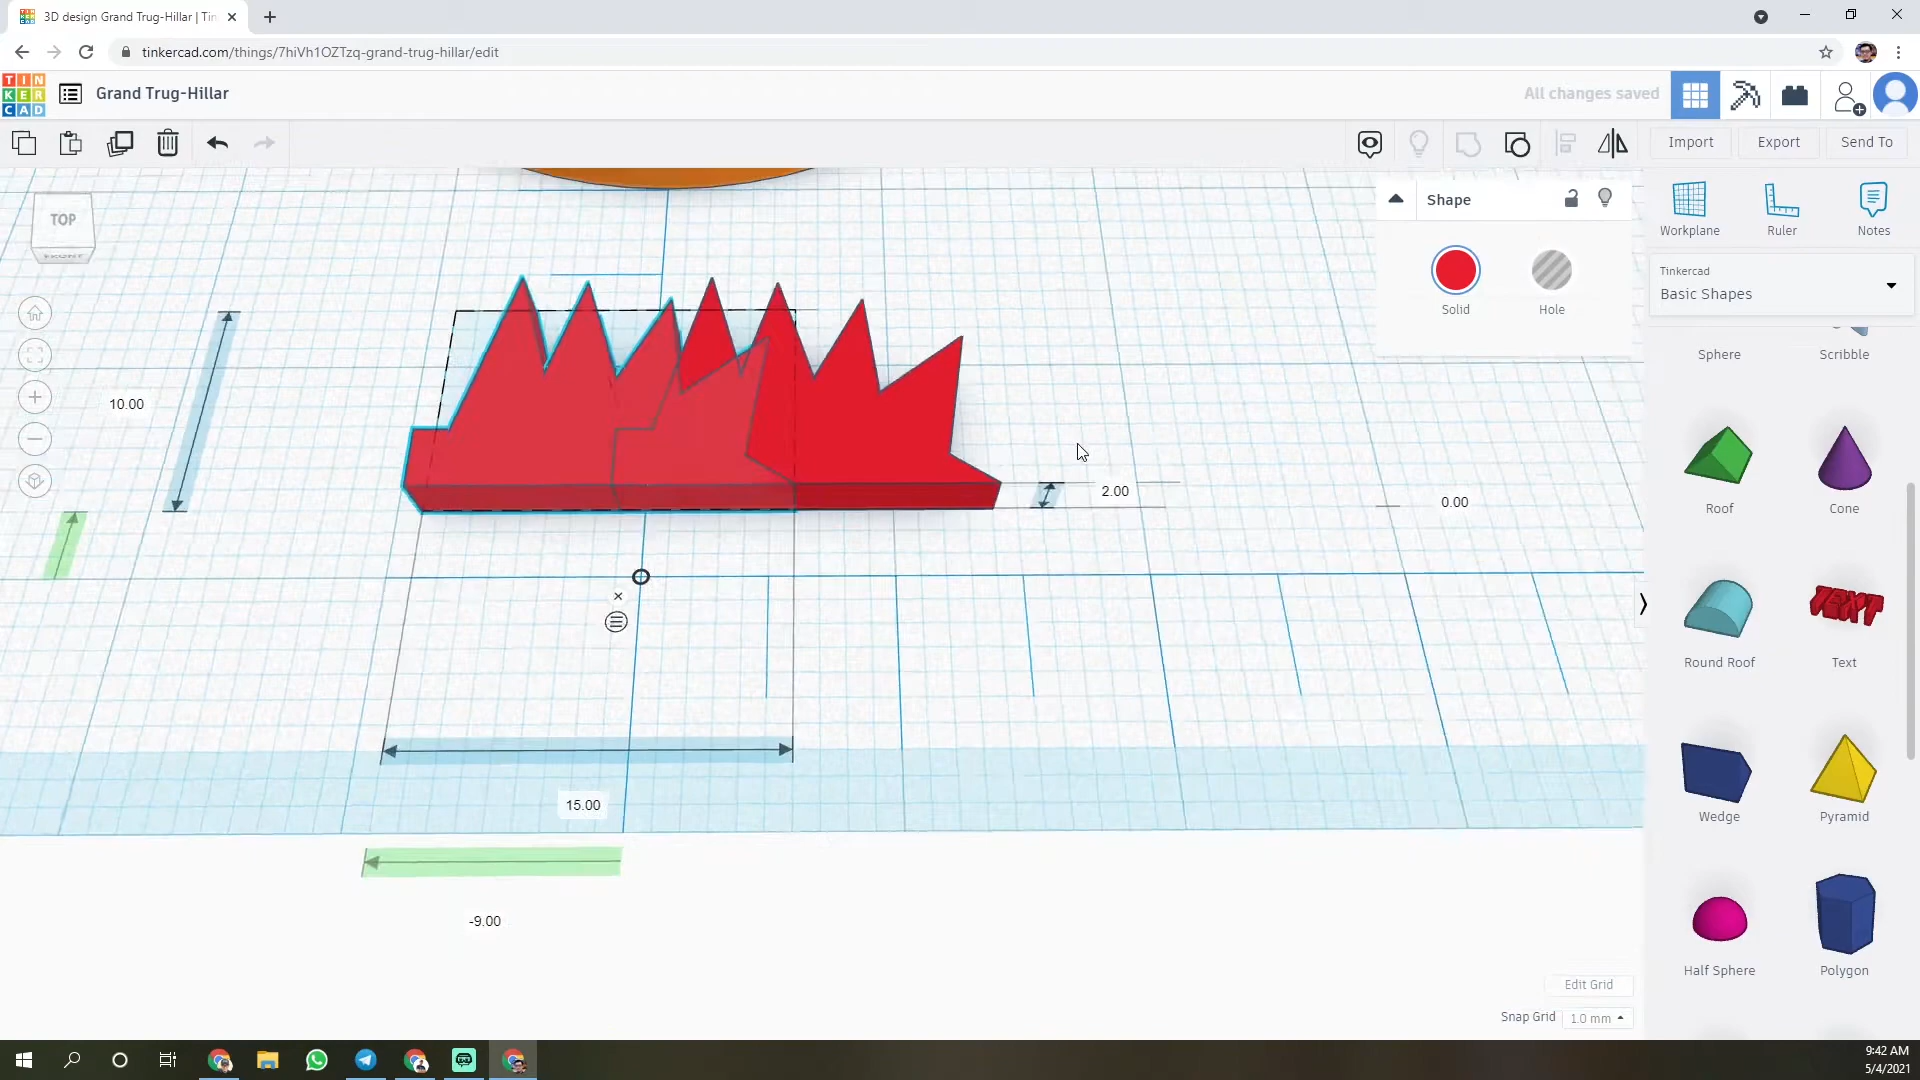 3D design Grand Trug-Hillar | Tin
tinkercad.com/things/7hiVh1OZTzq-grand-trug-hillar/edit
TIN
KER
CAD
Grand Trug-Hillar
All changes saved
Import
Export
Send To
TOP
FRONT
Shape
Solid
Hole
Workplane
Ruler
Notes
Tinkercad
Basic Shapes
Sphere
Scribble
Roof
Cone
Round Roof
TEXT
Text
Wedge
Pyramid
Half Sphere
Polygon
10.00
2.00
0.00
15.00
-9.00
Edit Grid
Snap Grid
1.0 mm
9:42 AM
5/4/2021